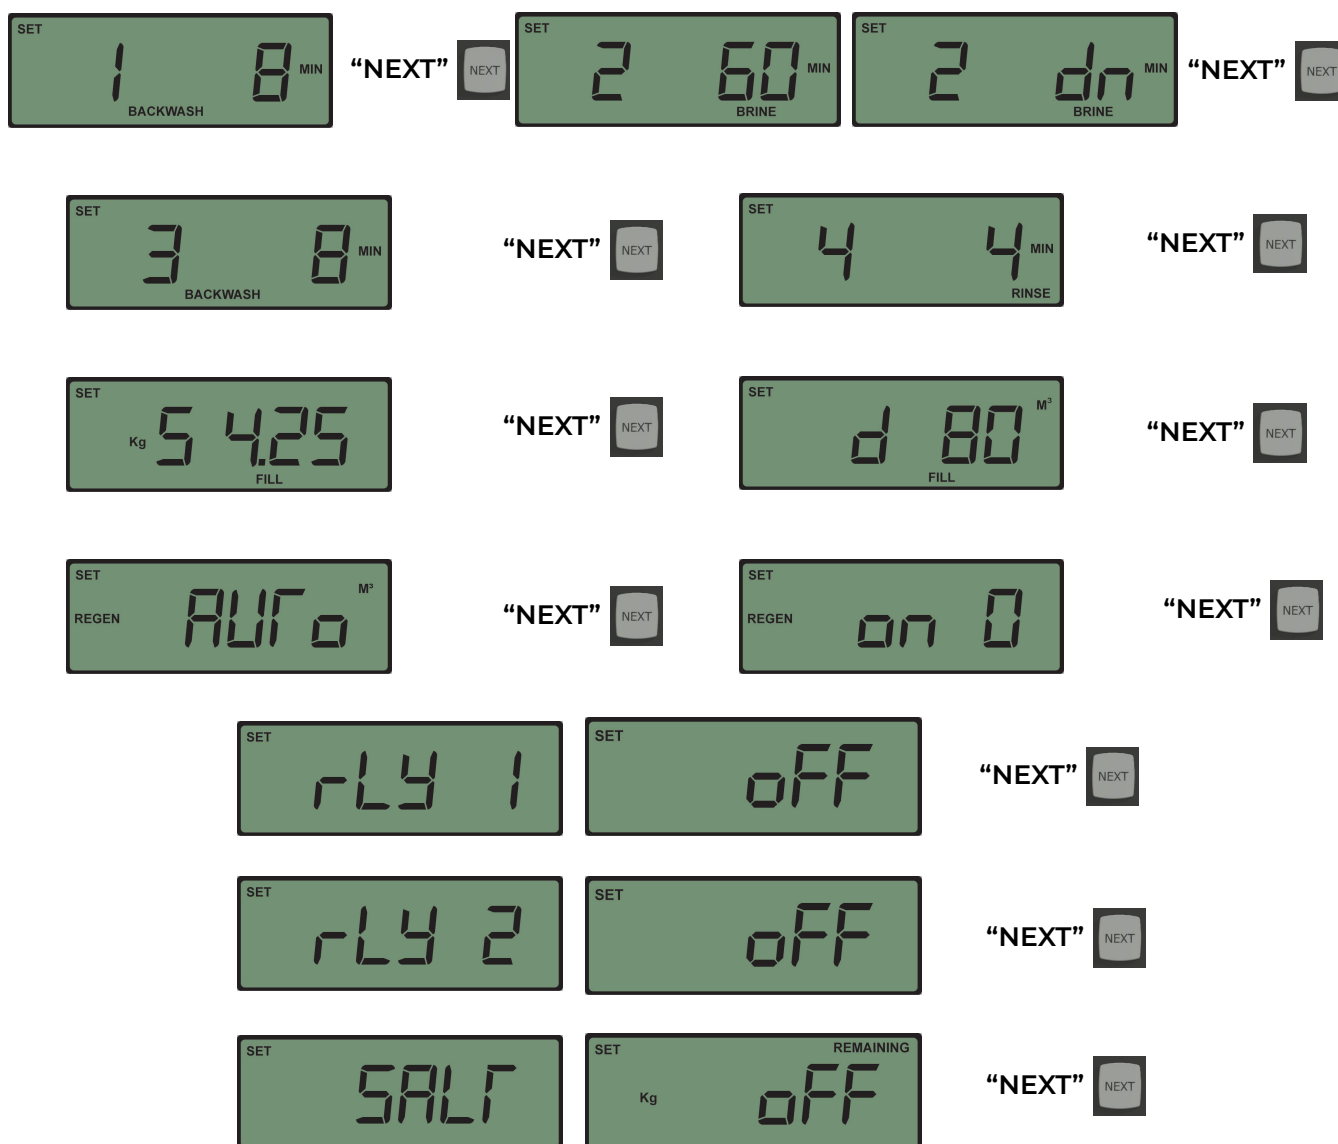 SET
1 8 MIN
BACKWASH
“NEXT” NEXT
SET
2 60 MIN
BRINE
SET
2 dn MIN
BRINE
“NEXT” NEXT
SET
3 8 MIN
BACKWASH
“NEXT” NEXT
SET
4 4 MIN
RINSE
“NEXT” NEXT
SET
Kg 5 4.25
FILL
“NEXT” NEXT
SET
d 80 M³
FILL
“NEXT” NEXT
SET
REGEN AUTo M³
“NEXT” NEXT
SET
REGEN on 0
“NEXT” NEXT
SET
rLY 1
SET
oFF
“NEXT” NEXT
SET
rLY 2
SET
oFF
“NEXT” NEXT
SET
SALT
SET REMAINING
Kg oFF
“NEXT” NEXT